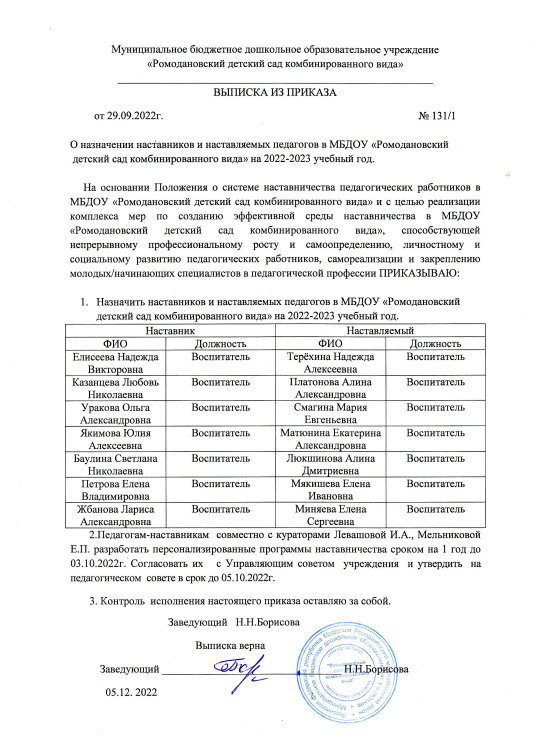 Муниципальное бюджетное дошкольное образовательное учреждение
«Ромодановский детский сад комбинированного вида»
ВЫПИСКА ИЗ ПРИКАЗА
от 29.09.2022г. № 131/1
О назначении наставников и наставляемых педагогов в МБДОУ «Ромодановский
детский сад комбинированного вида» на 2022-2023 учебный год.
На основании Положения о системе наставничества педагогических работников в
МБДОУ «Ромодановский детский сад комбинированного вида» и с целью реализации
комплекса мер по созданию эффективной среды наставничества в МБДОУ
«Ромодановский детский сад комбинированного вида», способствующей
непрерывному профессиональному росту и самоопределению, личностному и
социальному развитию педагогических работников, самореализации и закреплению
молодых/начинающих специалистов в педагогической профессии ПРИКАЗЫВАЮ:
1. Назначить наставников и наставляемых педагогов в МБДОУ «Ромодановский
детский сад комбинированного вида» на 2022-2023 учебный год.
Наставник Наставляемый
ФИО Должность ФИО Должность
Елисеева Надежда Воспитатель Терёхина Надежда Воспитатель
Викторовна Алексеевна
Казанцева Любовь Воспитатель Платонова Алина Воспитатель
Николаевна Александровна
Уракова Ольга Воспитатель Смагина Мария Воспитатель
Александровна Евгеньевна
Якимова Юлия Воспитатель Матюнина Екатерина Воспитатель
Алексеевна Александровна
Баулина Светлана Воспитатель Люкшинова Алина Воспитатель
Николаевна Дмитриевна
Петрова Елена Воспитатель Мякишева Елена Воспитатель
Владимировна Ивановна
Жбанова Лариса Воспитатель Миняева Елена Воспитатель
Александровна Сергеевна
2.Педагогам-наставникам совместно с кураторами Левашовой И.А., Мельниковой
Е.П. разработать персонализированные программы наставничества сроком на 1 год до
03.10.2022г. Согласовать их с Управляющим советом учреждения и утвердить на
педагогическом совете в срок до 05.10.2022г.
3. Контроль исполнения настоящего приказа оставляю за собой.
Заведующий Н.Н.Борисова
Выписка верна
Заведующий Н.Н.Борисова
05.12. 2022